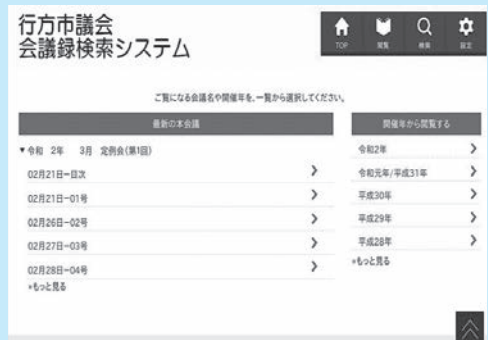 行方市議会
会議録検索システム
TOP
閲覧
検索
設定
ご覧になる会議名や開催年を、一覧から選択してください。
最新の本会議
▼令和 2年 3月 定例会(第1回)
02月21日-目次
02月21日-01号
02月26日-02号
02月27日-03号
02月28日-04号
+もっと見る
開催年から閲覧する
令和2年
令和元年/平成31年
平成30年
平成29年
平成28年
+もっと見る